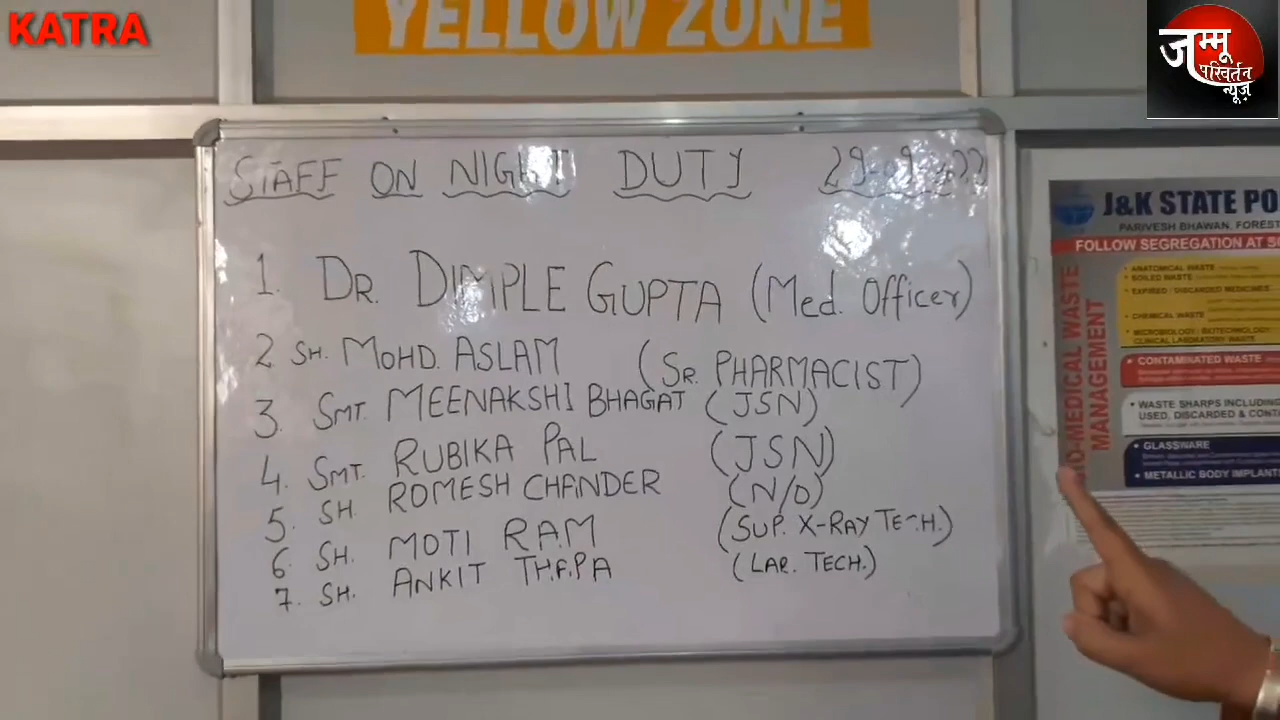 KATRA
YELLOW ZONE
जम्मू
परिवर्तन
न्यूज़
STAFF ON NIGHT DUTY
1. DR. DIMPLE GUPTA (Med. Officer)
2 SH. MOHD. ASLAM (SR. PHARMACIST)
3. SMT. MEENAKSHI BHAGAT (JSN)
4. SMT. RUBIKA PAL (JSN)
5. SH. ROMESH CHANDER (N/O)
6. SH. MOTI RAM (SUP. X-RAY TECH.)
7. SH. ANKIT THAPA (LAB. TECH.)
J&K STATE PO
PARIVESH BHAWAN, FOREST
FOLLOW SEGREGATION AT
BIO-MEDICAL WASTE
MANAGEMENT
• ANATOMICAL WASTE
• SOILED WASTE
• EXPIRED / DISCARDED MEDICINES
• CHEMICAL WASTE
• MICROBIOLOGY / BIOTECHNOLOGY
CLINICAL LABORATORY WASTE
• CONTAMINATED WASTE
• WASTE SHARPS INCLUDING
USED, DISCARDED & CONTA
• GLASSWARE
• METALLIC BODY IMPLANTS